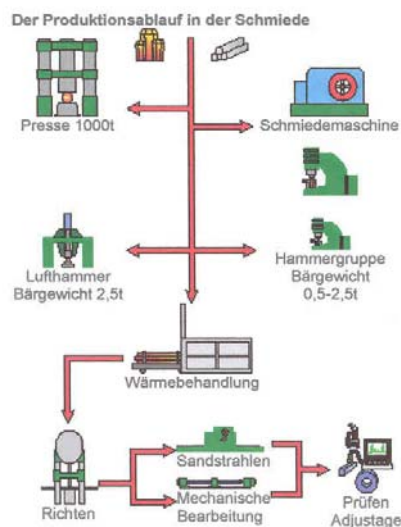 Der Produktionsablauf in der Schmiede
Presse 1000t
Schmiedemaschine
Lufthammer
Bärgewicht 2,5t
Hammergruppe
Bärgewicht
0,5-2,5t
Wärmebehandlung
Richten
Sandstrahlen
Mechanische
Bearbeitung
Prüfen
Adjustage